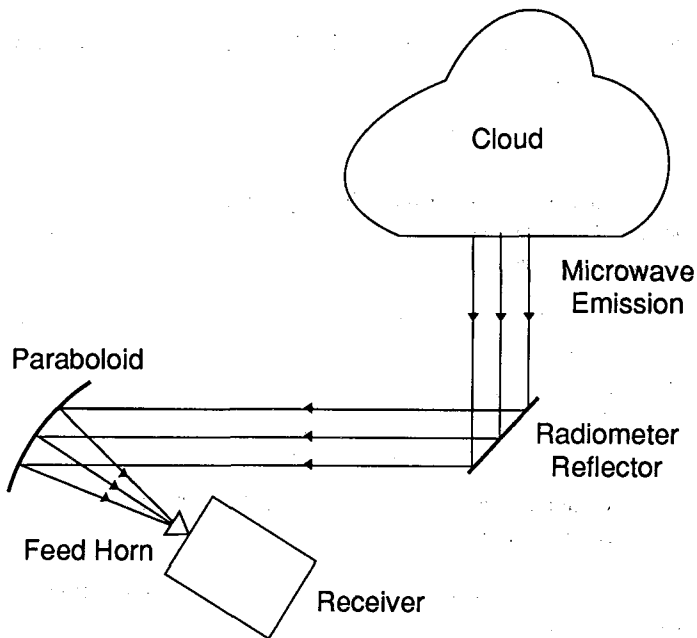 Cloud
Microwave
Emission
Paraboloid
Radiometer
Reflector
Feed Horn
Receiver